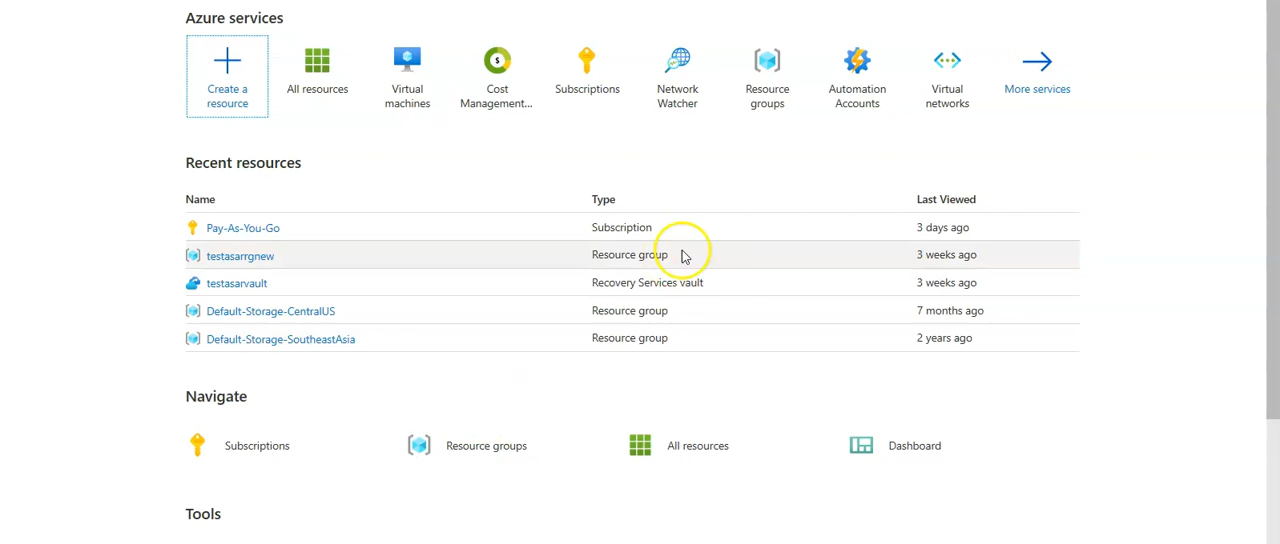 Azure services
Create a resource
All resources
Virtual machines
Cost Management...
Subscriptions
Network Watcher
Resource groups
Automation Accounts
Virtual networks
More services
Recent resources
Name Type Last Viewed
Pay-As-You-Go Subscription 3 days ago
testasarrgnew Resource group 3 weeks ago
testasarvault Recovery Services vault 3 weeks ago
Default-Storage-CentralUS Resource group 7 months ago
Default-Storage-SoutheastAsia Resource group 2 years ago
Navigate
Subscriptions Resource groups All resources Dashboard
Tools